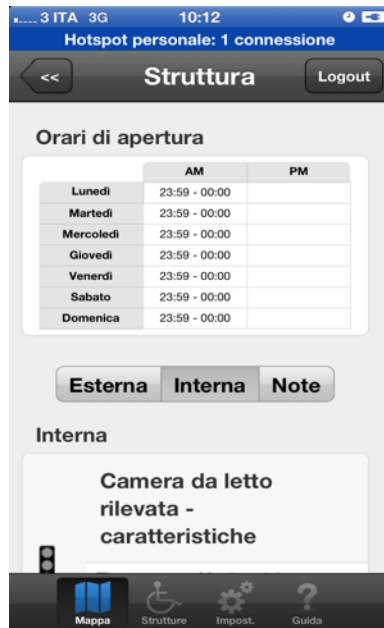 3 ITA 3G 10:12
Hotspot personale: 1 connessione
<< Struttura Logout
Orari di apertura
AM PM
Lunedì 23:59 - 00:00
Martedì 23:59 - 00:00
Mercoledì 23:59 - 00:00
Giovedì 23:59 - 00:00
Venerdì 23:59 - 00:00
Sabato 23:59 - 00:00
Domenica 23:59 - 00:00
Esterna Interna Note
Interna
Camera da letto
rilevata -
caratteristiche
Mappa Strutture Impost. Guida